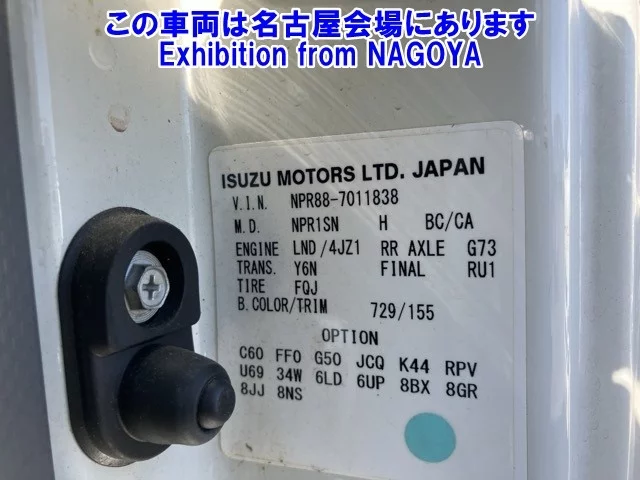 この車両は名古屋会場にあります
Exhibition from NAGOYA
ISUZU MOTORS LTD. JAPAN
V.I.N. NPR88-7011838
M.D. NPR1SN H BC/CA
ENGINE LND/4JZ1 RR AXLE G73
TRANS. Y6N FINAL RU1
TIRE FQJ
B.COLOR/TRIM 729/155
OPTION
C60 FF0 G50 JCQ K44 RPV
U69 34W 6LD 6UP 8BX 8GR
8JJ 8NS